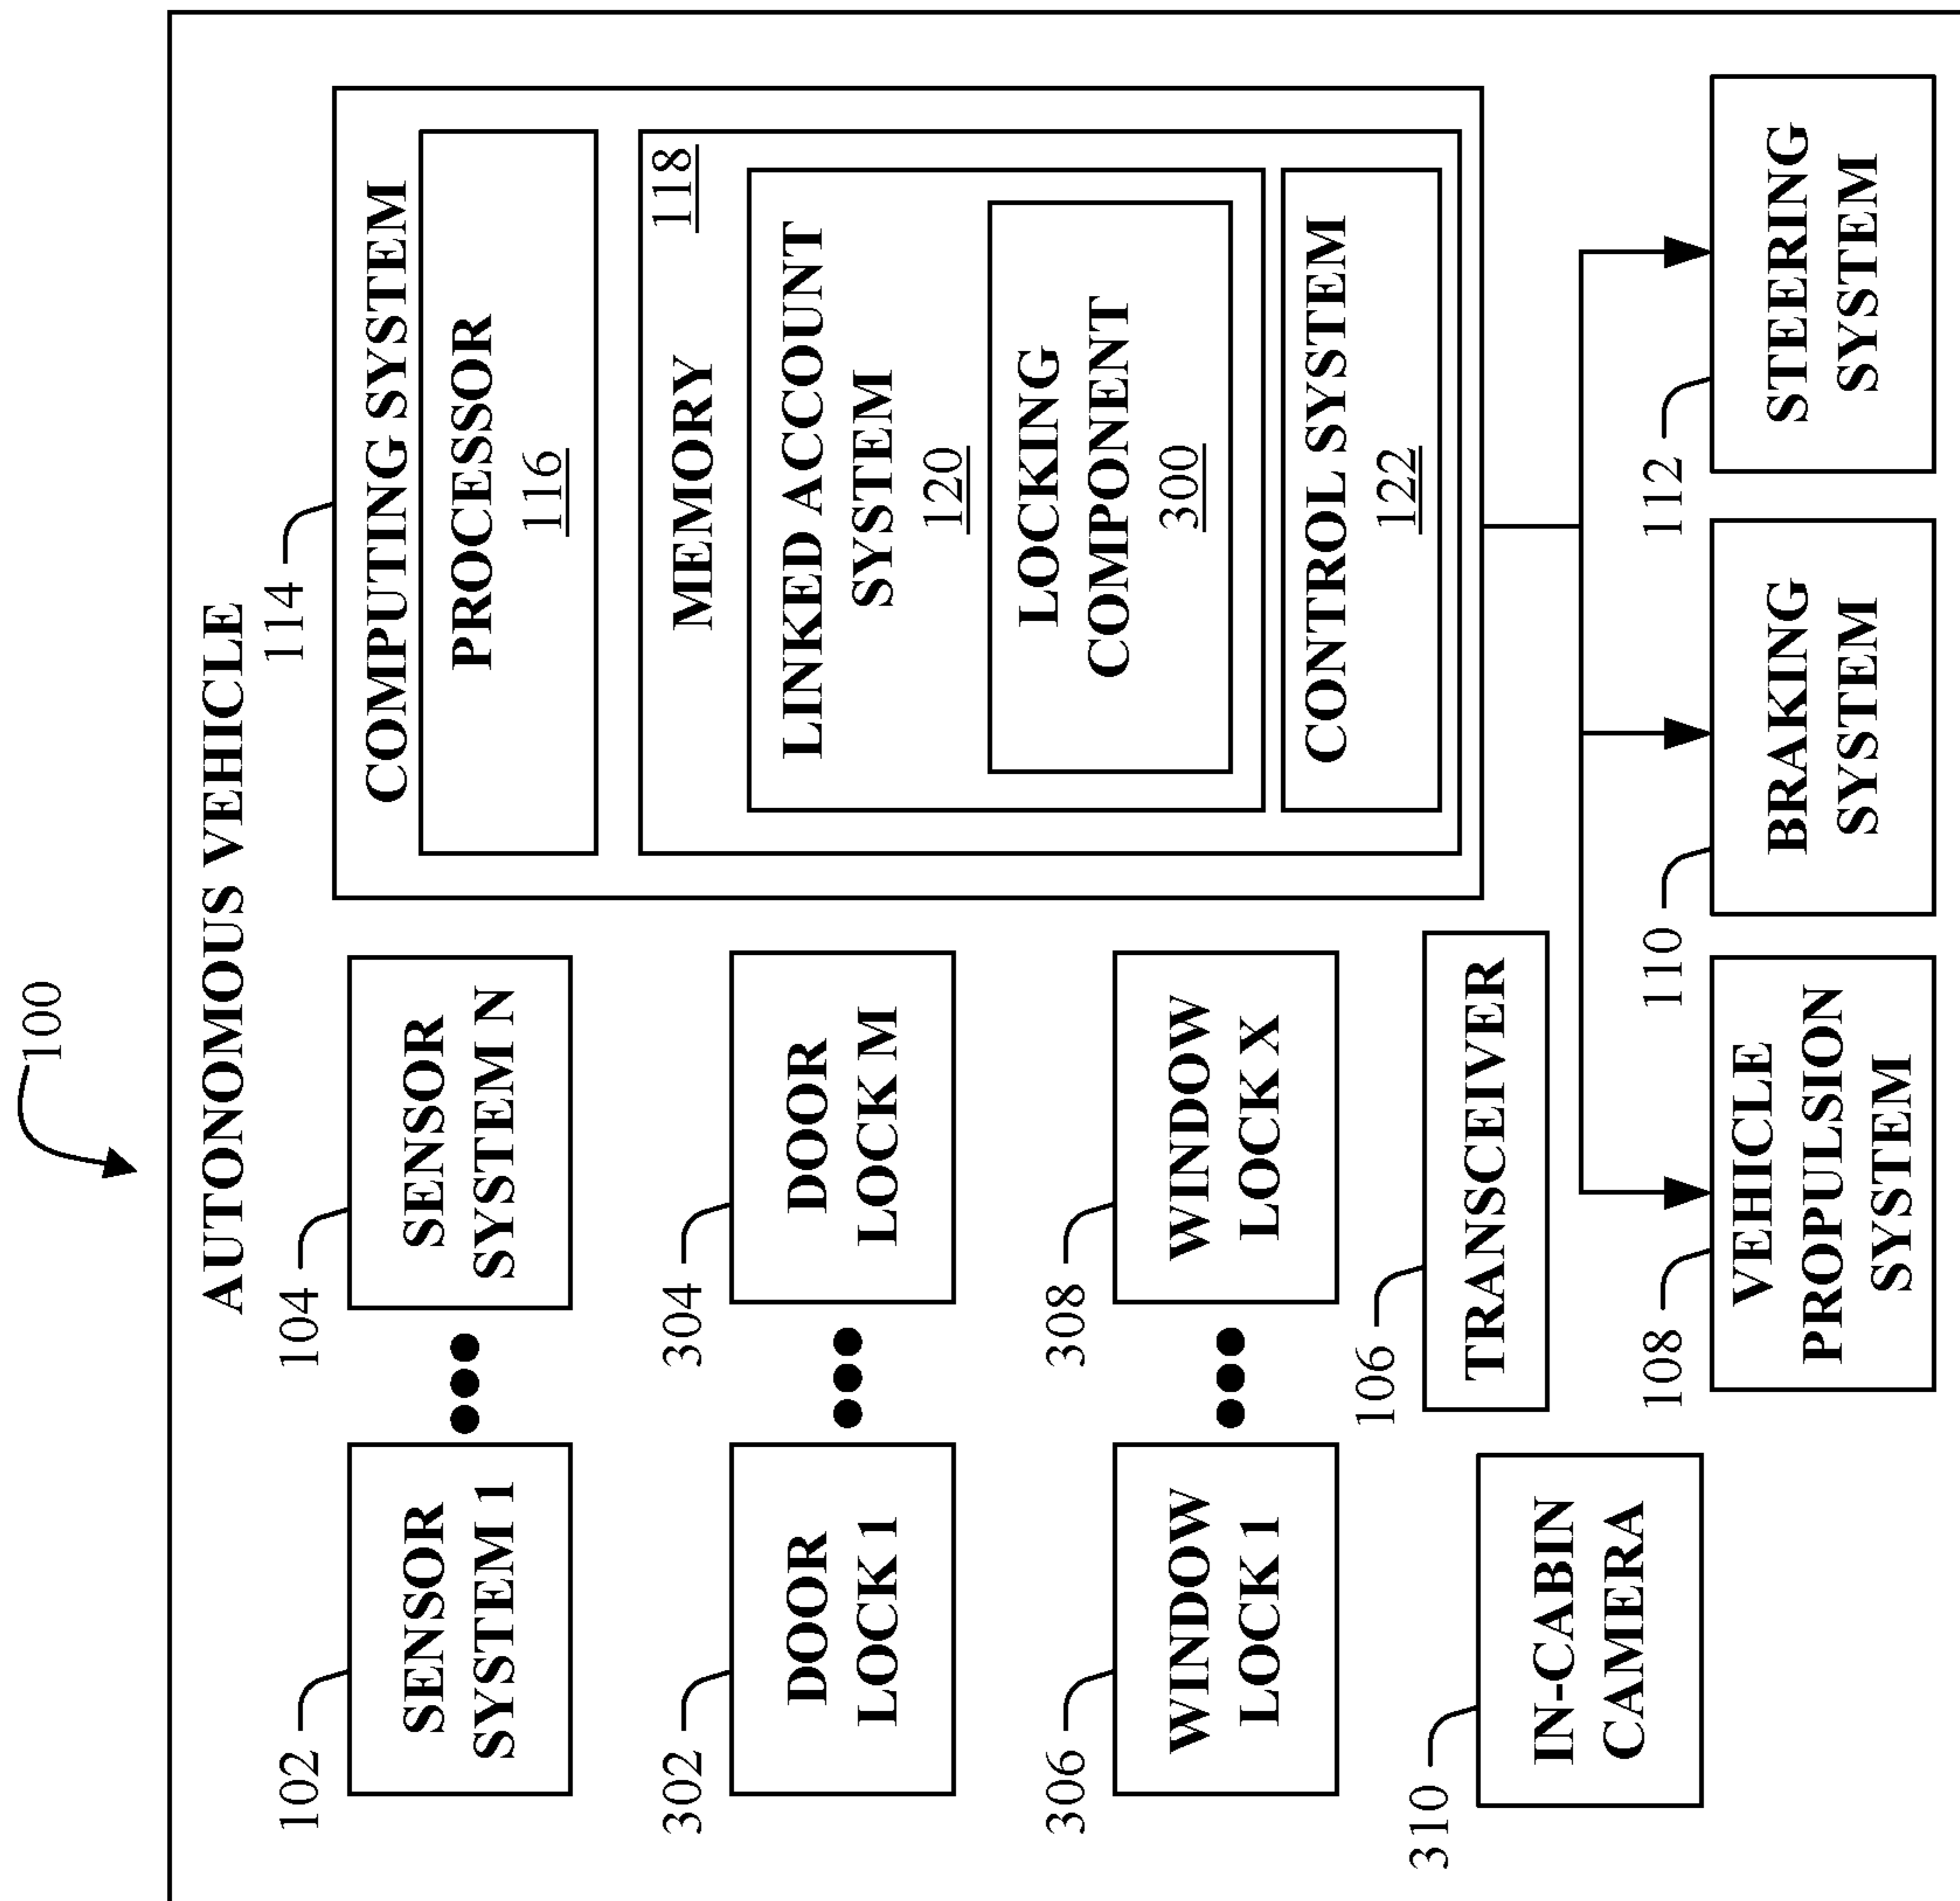 100
AUTONOMOUS VEHICLE
102
SENSOR
SYSTEM 1
104
SENSOR
SYSTEM N
302
DOOR
LOCK 1
304
DOOR
LOCK M
306
WINDOW
LOCK 1
308
WINDOW
LOCK X
310
IN-CABIN
CAMERA
106
TRANSCEIVER
114
COMPUTING SYSTEM
PROCESSOR
116
MEMORY
118
LINKED ACCOUNT
SYSTEM
120
LOCKING
COMPONENT
300
CONTROL SYSTEM
122
108
VEHICLE
PROPULSION
SYSTEM
110
BRAKING
SYSTEM
112
STEERING
SYSTEM